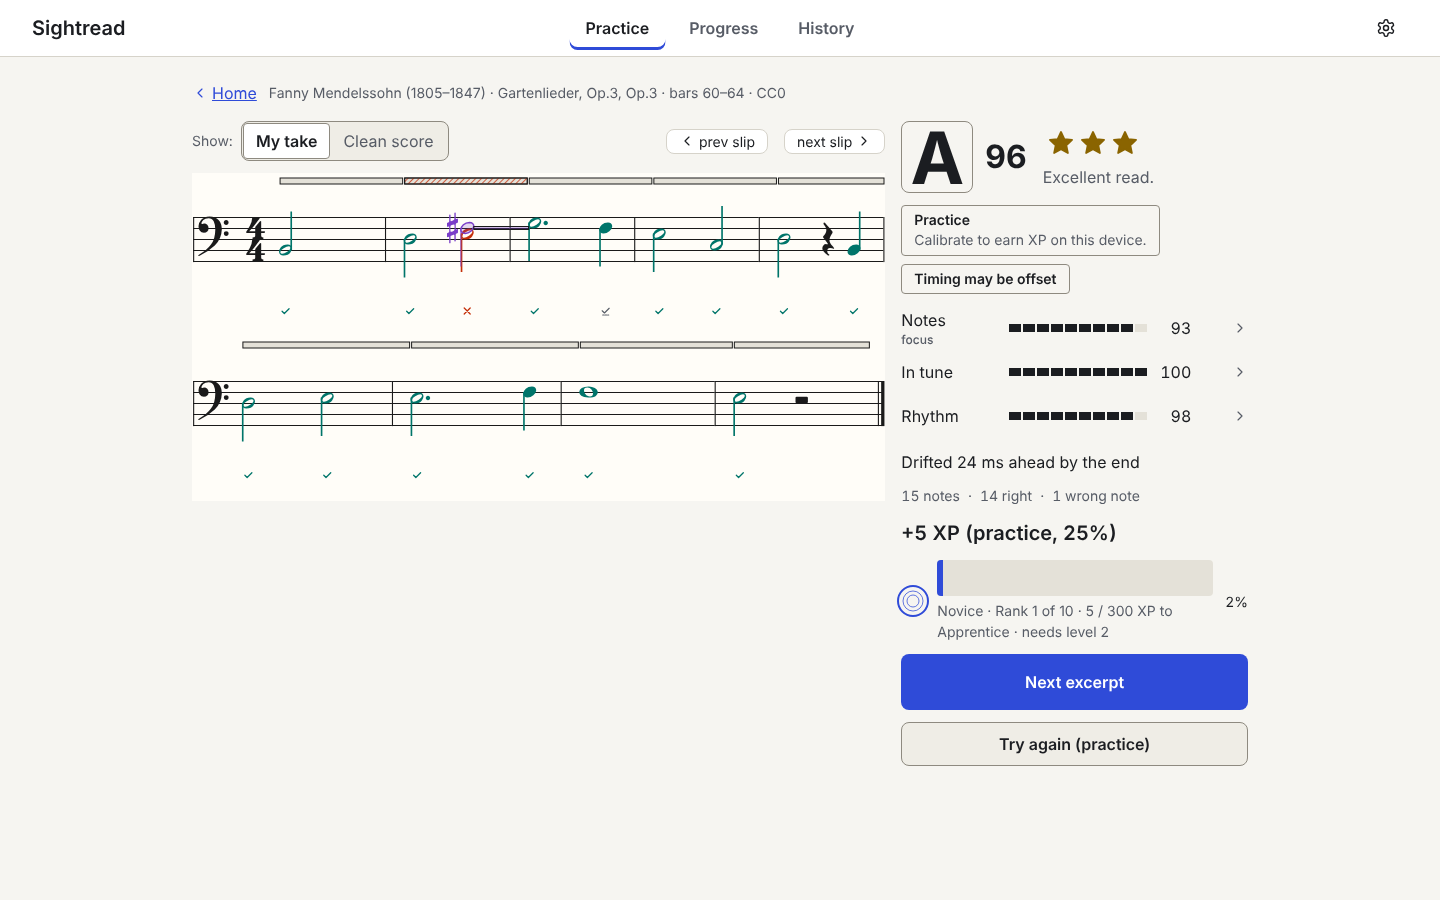 Sightread
Practice
Progress
History
Home
Fanny Mendelssohn (1805–1847) · Gartenlieder, Op.3, Op.3 · bars 60–64 · CC0
Show:
My take
Clean score
prev slip
next slip
A
96
Excellent read.
Practice
Calibrate to earn XP on this device.
Timing may be offset
Notes
focus
93
In tune
100
Rhythm
98
Drifted 24 ms ahead by the end
15 notes · 14 right · 1 wrong note
+5 XP (practice, 25%)
Novice · Rank 1 of 10 · 5 / 300 XP to
Apprentice · needs level 2
2%
Next excerpt
Try again (practice)
4
4